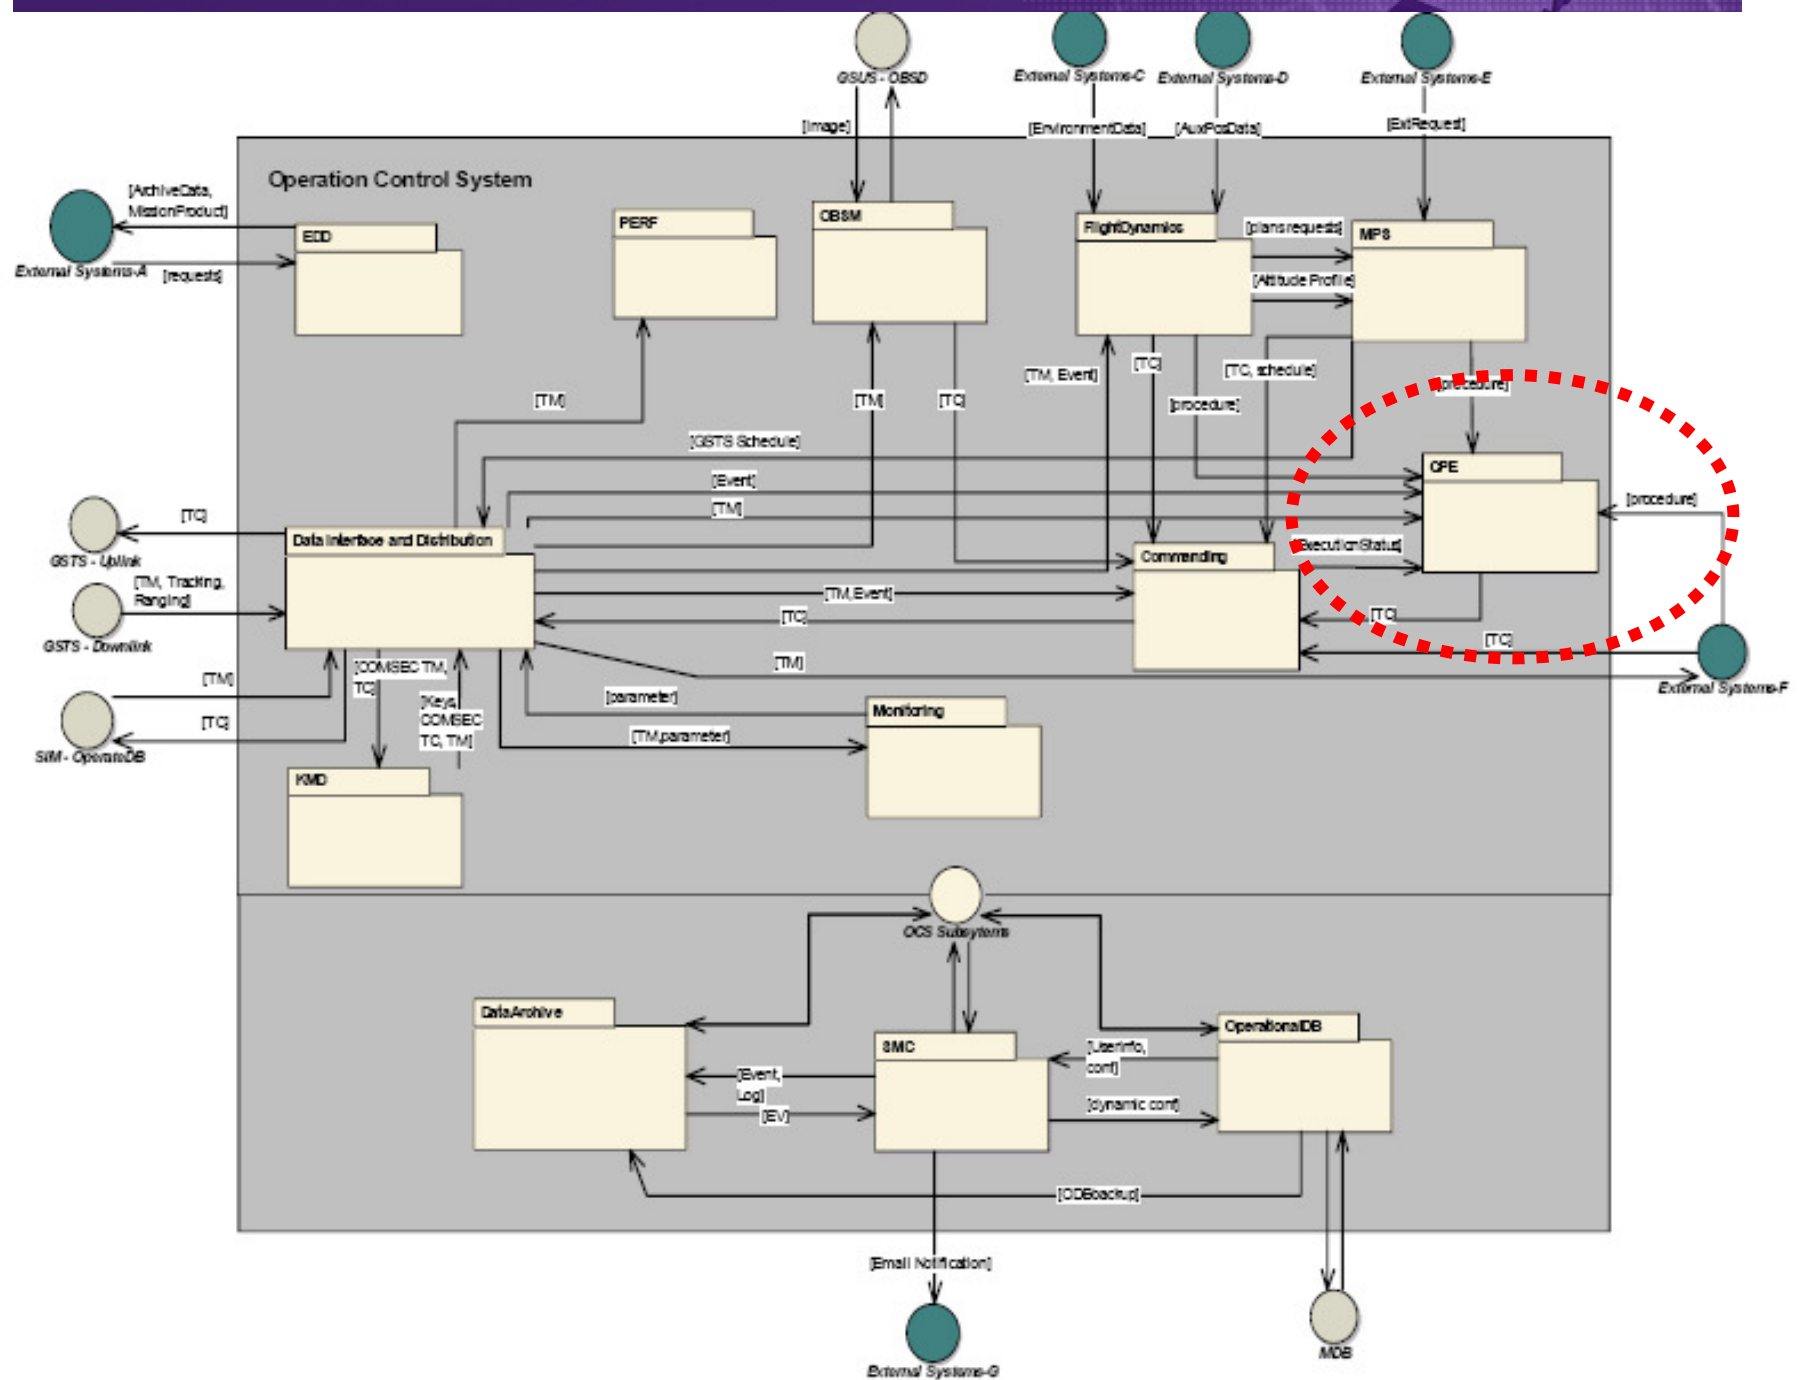 GSUS - OBSD
External Systems-C
External Systems-D
External Systems-E
[Image]
[EnvironmentData]
[AuxPosData]
[ExtRequest]
Operation Control System
[ArchiveData,
MissionProduct]
External Systems-A
[requests]
EDD
PERF
OBSM
FlightDynamics
[plans requests]
[Attitude Profile]
MPS
[TM]
[TM]
[TC]
[TM, Event]
[TC]
[procedure]
[TC, schedule]
[procedure]
[GSTS Schedule]
[Event]
[TM]
OPE
[procedure]
[TC]
GSTS - Uplink
Data Interface and Distribution
Commanding
[ExecutionStatus]
[TM, Tracking,
Ranging]
GSTS - Downlink
[TM,Event]
[TC]
[TC]
[TC]
[TM]
External Systems-F
[TM]
[TC]
SIM - OperateDB
[COMSEC TM,
TC]
[Keys,
COMSEC
TC, TM]
[parameter]
[TM,parameter]
Monitoring
KMD
OCS Subsytems
DataArchive
SMC
OperationalDB
[Event,
Log]
[EV]
[UserInfo,
conf]
[dynamic conf]
[ODBbackup]
[Email Notification]
External Systems-G
MDB